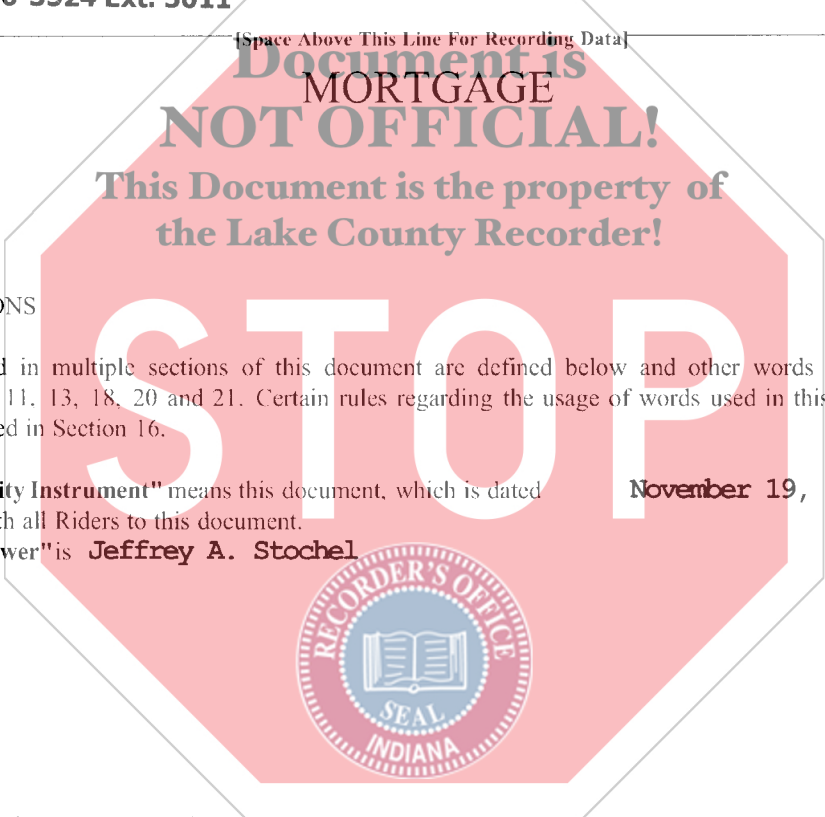 [Space Above This Line For Recording Data]
Document is
MORTGAGE
NOT OFFICIAL!
This Document is the property of
the Lake County Recorder!
STOP
in multiple sections of this document are defined below and other words
11, 13, 18, 20 and 21. Certain rules regarding the usage of words used in this
in Section 16.
Instrument" means this document, which is dated November 19,
all Riders to this document.
is Jeffrey A. Stochel
RECORDER'S OFFICE
SEAL
INDIANA